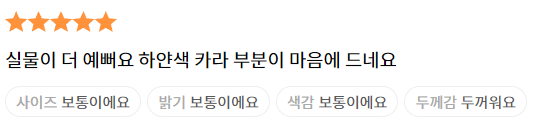 실물이 더 예뻐요 하얀색 카라 부분이 마음에 드네요
사이즈 보통이에요 밝기 보통이에요 색감 보통이에요 두께감 두꺼워요